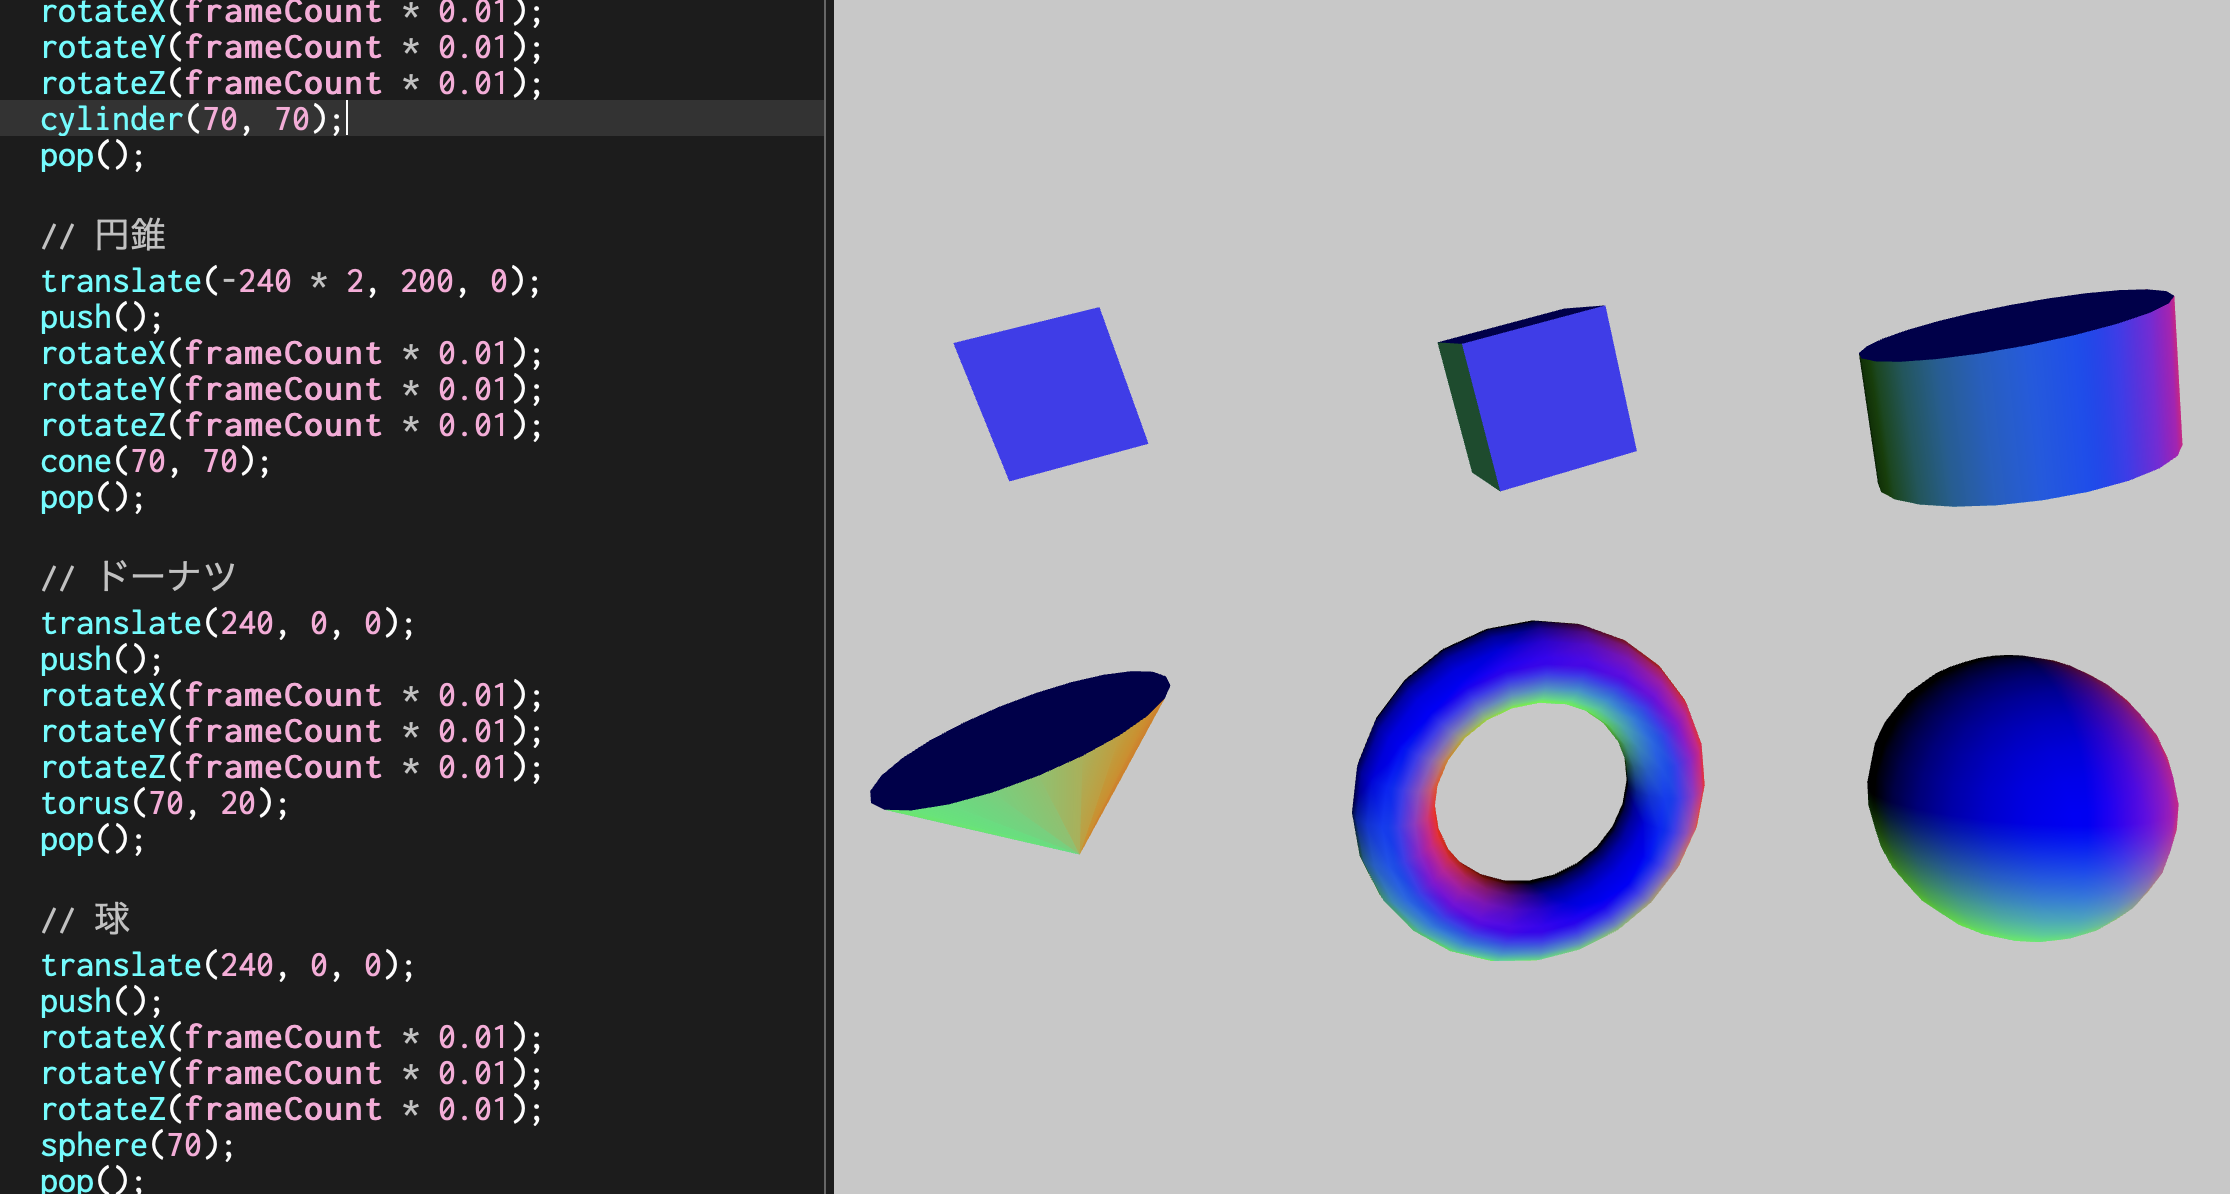 rotateX(frameCount * 0.01);
rotateY(frameCount * 0.01);
rotateZ(frameCount * 0.01);
cylinder(70, 70);
pop();
// 円錐
translate(-240 * 2, 200, 0);
push();
rotateX(frameCount * 0.01);
rotateY(frameCount * 0.01);
rotateZ(frameCount * 0.01);
cone(70, 70);
pop();
// ドーナツ
translate(240, 0, 0);
push();
rotateX(frameCount * 0.01);
rotateY(frameCount * 0.01);
rotateZ(frameCount * 0.01);
torus(70, 20);
pop();
// 球
translate(240, 0, 0);
push();
rotateX(frameCount * 0.01);
rotateY(frameCount * 0.01);
rotateZ(frameCount * 0.01);
sphere(70);
pop();